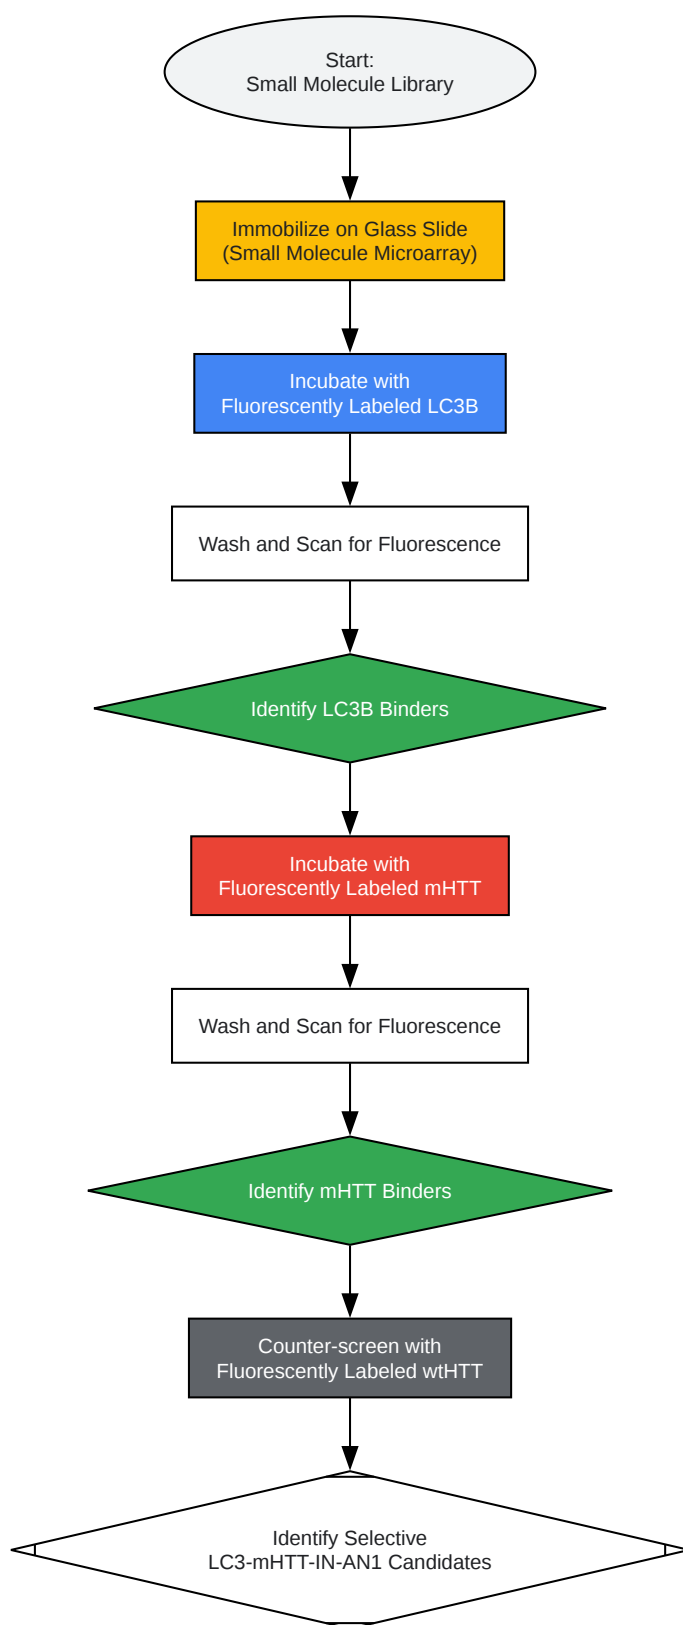 Start:
Small Molecule Library
Immobilize on Glass Slide
(Small Molecule Microarray)
Incubate with
Fluorescently Labeled LC3B
Wash and Scan for Fluorescence
Identify LC3B Binders
Incubate with
Fluorescently Labeled mHTT
Wash and Scan for Fluorescence
Identify mHTT Binders
Counter-screen with
Fluorescently Labeled wtHTT
Identify Selective
LC3-mHTT-IN-AN1 Candidates